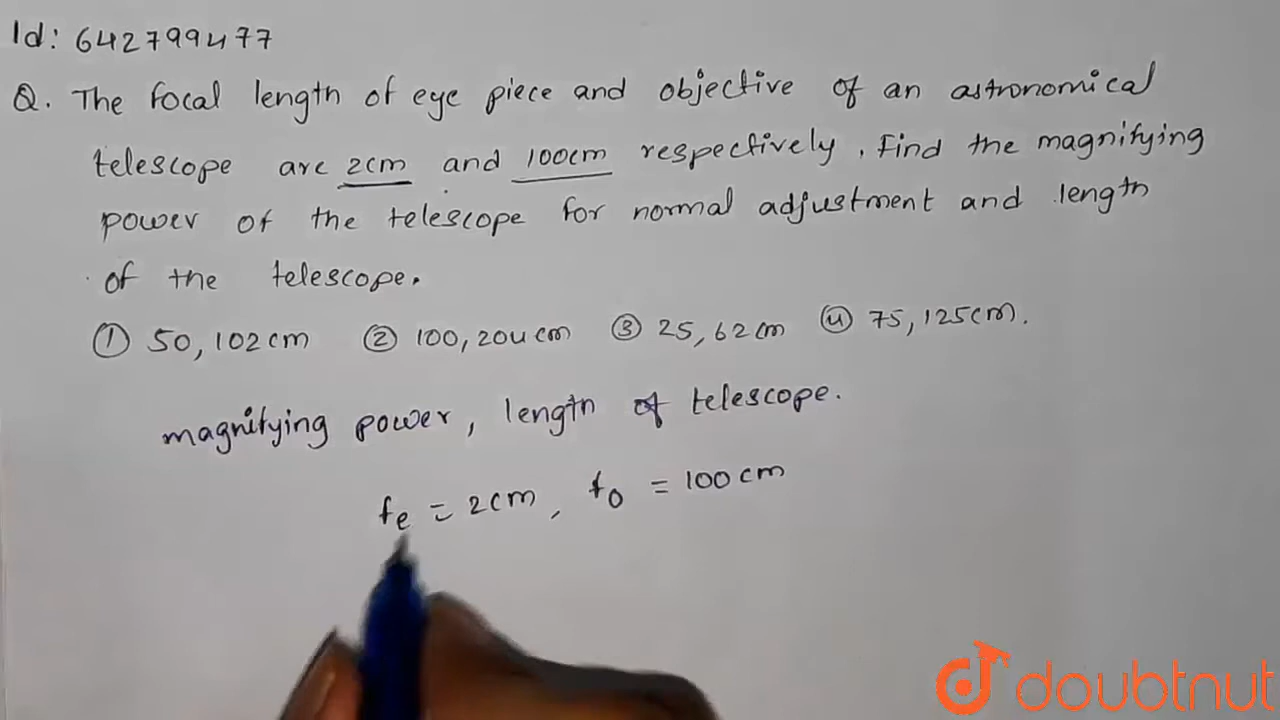 Id: 642799477
Q. The focal length of eye piece and objective of an astronomical
telescope are 2cm and 100cm respectively. Find the magnifying
power of the telescope for normal adjustment and length
of the telescope.
① 50, 102cm ② 100, 204cm ③ 25, 62cm ④ 75, 125cm.
magnifying power, length of telescope.
fe = 2cm, fo = 100cm
doubtnut